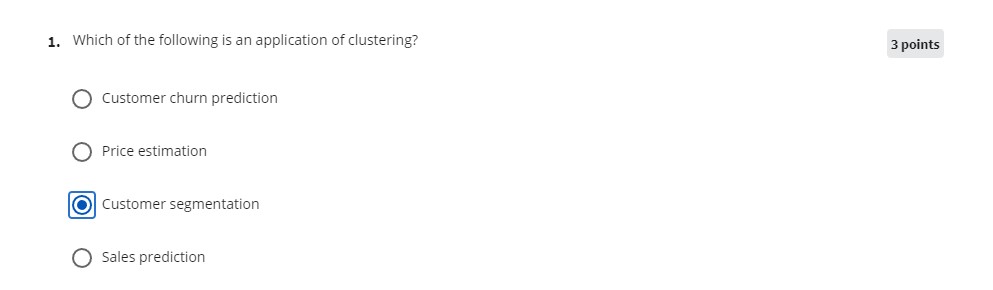 1. Which of the following is an application of clustering?
3 points
Customer churn prediction
Price estimation
Customer segmentation
Sales prediction